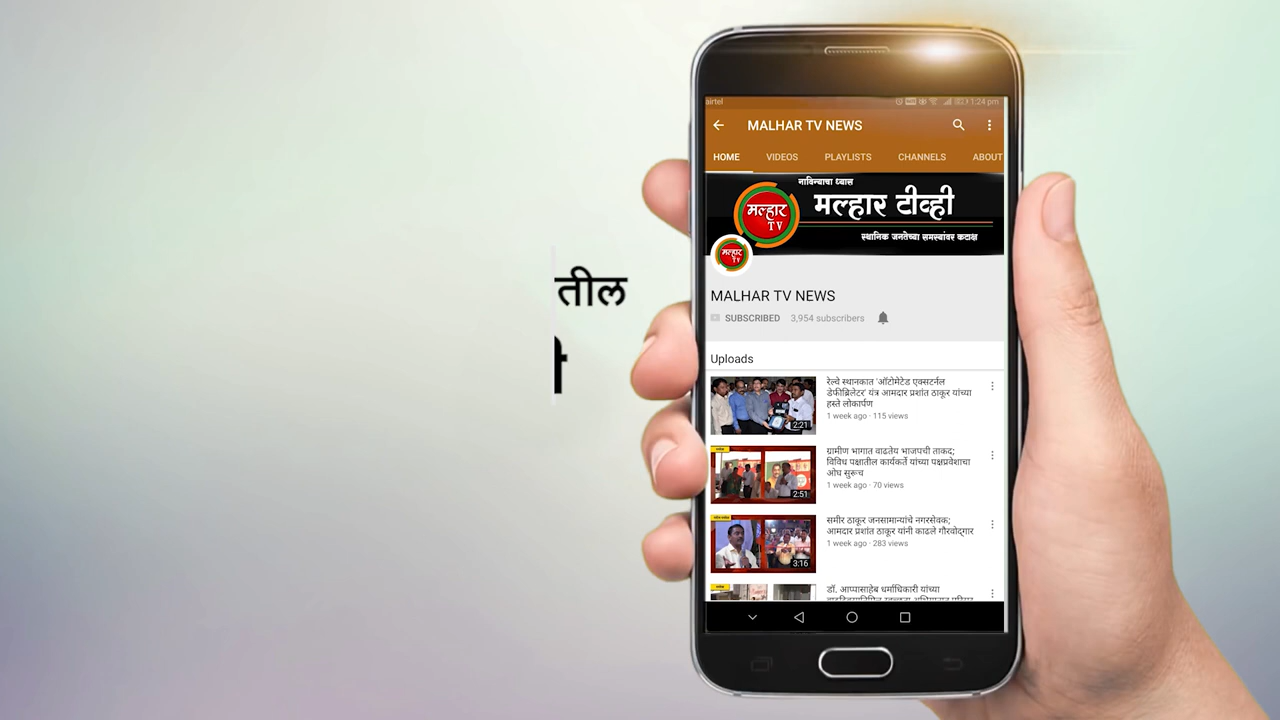 तील
airtel
1:24 pm
MALHAR TV NEWS
HOME VIDEOS PLAYLISTS CHANNELS ABOUT
नाविन्याचा ध्यास
मल्हार टीव्ही
मल्हार
TV
स्थानिक जनतेच्या समस्यांवर कटाक्ष
मल्हार
TV
MALHAR TV NEWS
SUBSCRIBED 3,954 subscribers
Uploads
रेल्वे स्थानकात 'ऑटोमेटेड एक्सटर्नल
डेफीब्रिलेटर' यंत्र आमदार प्रशांत ठाकूर यांच्या
हस्ते लोकार्पण
1 week ago · 115 views
2:21
ग्रामीण भागात वाढतेय भाजपची ताकद;
विविध पक्षातील कार्यकर्ते यांच्या पक्षप्रवेशाचा
ओघ सुरूच
1 week ago · 70 views
2:51
समीर ठाकूर जनसामान्यांचे नगरसेवक;
आमदार प्रशांत ठाकूर यांनी काढले गौरवोद्गार
1 week ago · 283 views
3:16
डॉ. आप्पासाहेब धर्माधिकारी यांच्या